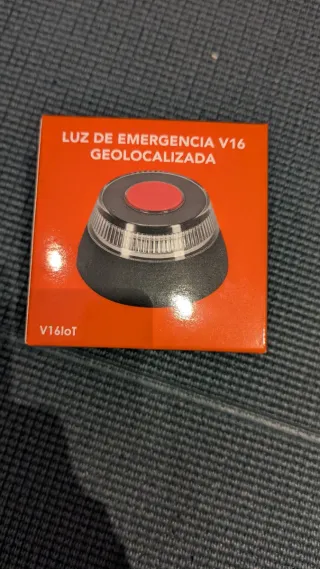 LUZ DE EMERGENCIA V16
GEOLOCALIZADA
V16IoT